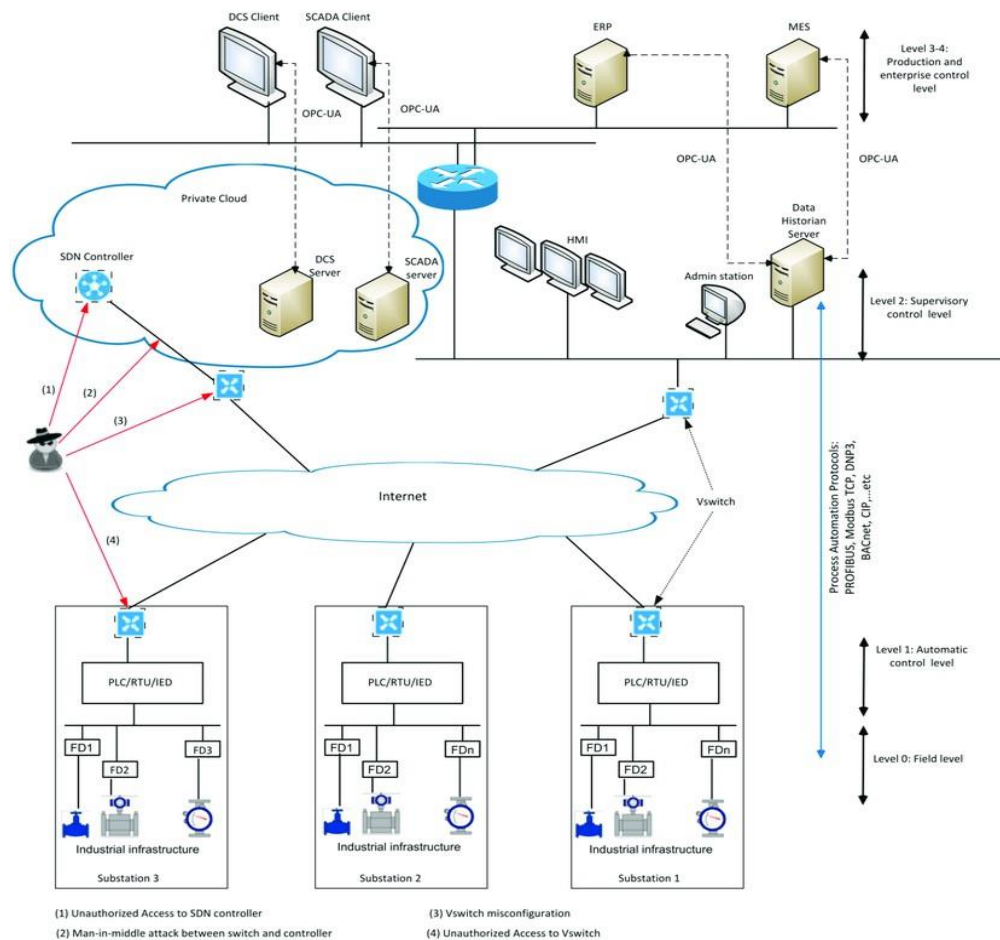 DCS Client
SCADA Client
ERP
MES
Level 3-4:
Production and
enterprise control
level
OPC-UA
OPC-UA
OPC-UA
OPC-UA
Private Cloud
SDN Controller
DCS
Server
SCADA
server
HMI
Admin station
Data
Historian
Server
Level 2: Supervisory
control level
(1)
(2)
(3)
(4)
Internet
Vswitch
Process Automation Protocols:
PROFIBUS, Modbus TCP, DNP3,
BACnet, CIP,...etc
PLC/RTU/IED
PLC/RTU/IED
PLC/RTU/IED
Level 1: Automatic
control level
FD1
FD2
FD3
FD1
FD2
FDn
FD1
FD2
FDn
Level 0: Field level
Industrial infrastructure
Industrial infrastructure
Industrial infrastructure
Substation 3
Substation 2
Substation 1
(1) Unauthorized Access to SDN controller
(3) Vswitch misconfiguration
(2) Man-in-middle attack between switch and controller
(4) Unauthorized Access to Vswitch